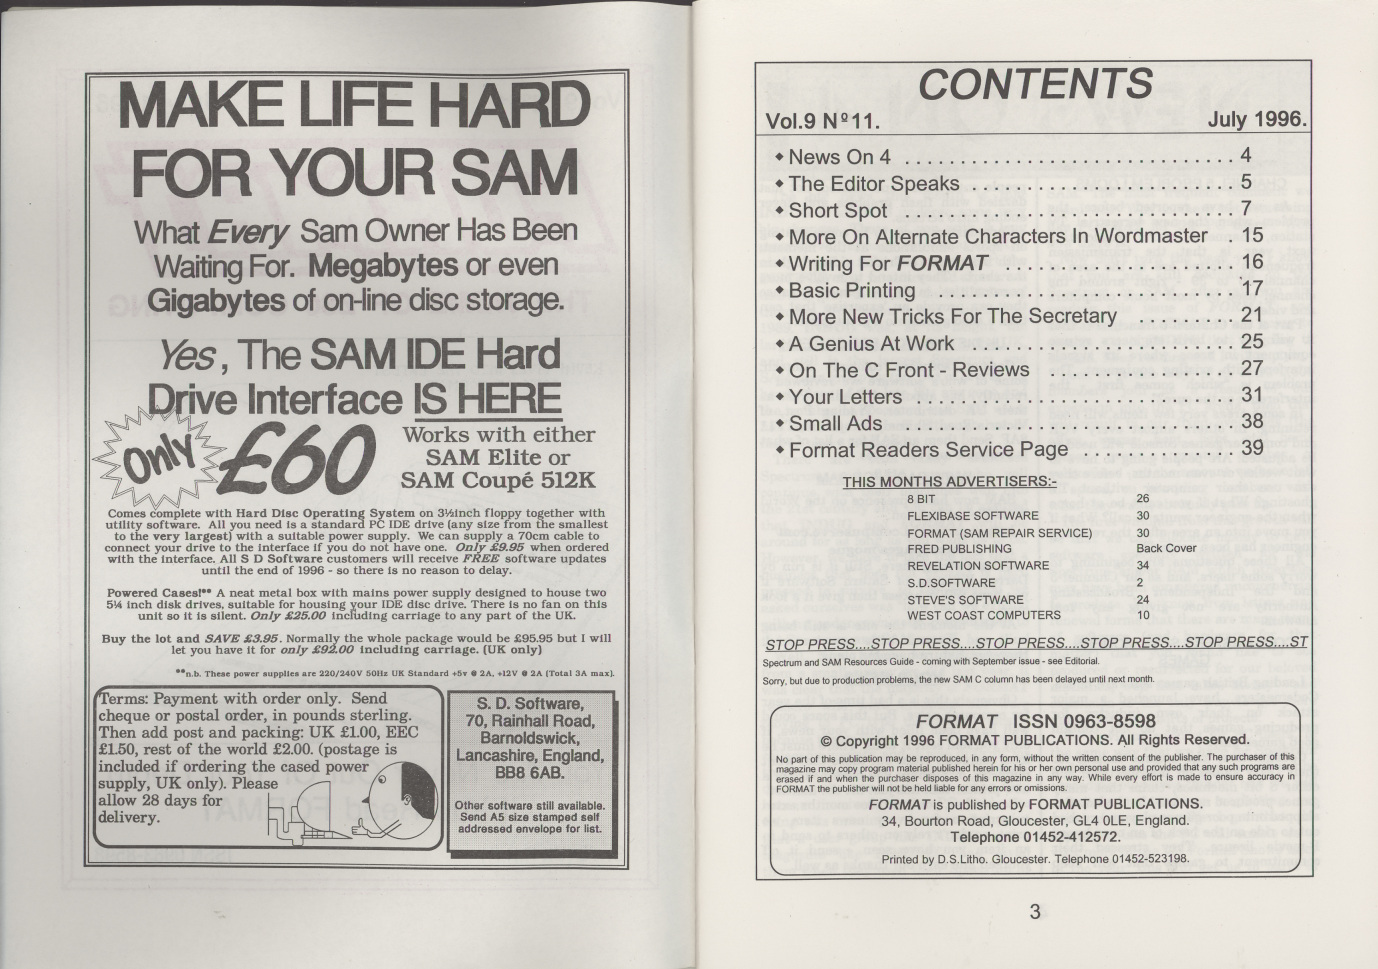 MAKE LIFE HARD
FOR YOUR SAM
What Every Sam Owner Has Been
Waiting For. Megabytes or even
Gigabytes of on-line disc storage.
Yes, The SAM IDE Hard
Drive Interface IS HERE
Only £60
Works with either
SAM Elite or
SAM Coupé 512K
Comes complete with Hard Disc Operating System on 3½inch floppy together with
utility software. All you need is a standard PC IDE drive (any size from the smallest
to the very largest) with a suitable power supply. We can supply a 70cm cable to
connect your drive to the interface if you do not have one. Only £9.95 when ordered
with the interface. All S D Software customers will receive FREE software updates
until the end of 1996 - so there is no reason to delay.
Powered Cases!** A neat metal box with mains power supply designed to house two
5¼ inch disk drives, suitable for housing your IDE disc drive. There is no fan on this
unit so it is silent. Only £25.00 including carriage to any part of the UK.
Buy the lot and SAVE £3.95. Normally the whole package would be £95.95 but I will
let you have it for only £92.00 including carriage. (UK only)
**n.b. These power supplies are 220/240V 50Hz UK Standard +5v @ 2A, +12V @ 2A (Total 3A max).
Terms: Payment with order only. Send
cheque or postal order, in pounds sterling.
Then add post and packing: UK £1.00, EEC
£1.50, rest of the world £2.00. (postage is
included if ordering the cased power
supply, UK only). Please
allow 28 days for
delivery.
S. D. Software,
70, Rainhall Road,
Barnoldswick,
Lancashire, England,
BB8 6AB.
Other software still available.
Send A5 size stamped self
addressed envelope for list.
CONTENTS
Vol.9 Nº11. July 1996.
◆ News On 4 . . . . . . . . . . . . . . . . . . . . . . . . . . . . . . 4
◆ The Editor Speaks . . . . . . . . . . . . . . . . . . . . . . . . . 5
◆ Short Spot . . . . . . . . . . . . . . . . . . . . . . . . . . . . . . 7
◆ More On Alternate Characters In Wordmaster . 15
◆ Writing For FORMAT . . . . . . . . . . . . . . . . . . . . . 16
◆ Basic Printing . . . . . . . . . . . . . . . . . . . . . . . . . . . 17
◆ More New Tricks For The Secretary . . . . . . . . . 21
◆ A Genius At Work . . . . . . . . . . . . . . . . . . . . . . . . 25
◆ On The C Front - Reviews . . . . . . . . . . . . . . . . . 27
◆ Your Letters . . . . . . . . . . . . . . . . . . . . . . . . . . . . . 31
◆ Small Ads . . . . . . . . . . . . . . . . . . . . . . . . . . . . . . 38
◆ Format Readers Service Page . . . . . . . . . . . . . . 39
THIS MONTHS ADVERTISERS:-
8 BIT 26
FLEXIBASE SOFTWARE 30
FORMAT (SAM REPAIR SERVICE) 30
FRED PUBLISHING Back Cover
REVELATION SOFTWARE 34
S.D.SOFTWARE 2
STEVE'S SOFTWARE 24
WEST COAST COMPUTERS 10
STOP PRESS....STOP PRESS....STOP PRESS....STOP PRESS....STOP PRESS....ST
Spectrum and SAM Resources Guide - coming with September issue - see Editorial.
Sorry, but due to production problems, the new SAM C column has been delayed until next month.
FORMAT ISSN 0963-8598
© Copyright 1996 FORMAT PUBLICATIONS. All Rights Reserved.
No part of this publication may be reproduced, in any form, without the written consent of the publisher. The purchaser of this
magazine may copy program material published herein for his or her own personal use and provided that any such programs are
erased if and when the purchaser disposes of this magazine in any way. While every effort is made to ensure accuracy in
FORMAT the publisher will not be held liable for any errors or omissions.
FORMAT is published by FORMAT PUBLICATIONS.
34, Bourton Road, Gloucester, GL4 0LE, England.
Telephone 01452-412572.
Printed by D.S.Litho. Gloucester. Telephone 01452-523198.
3